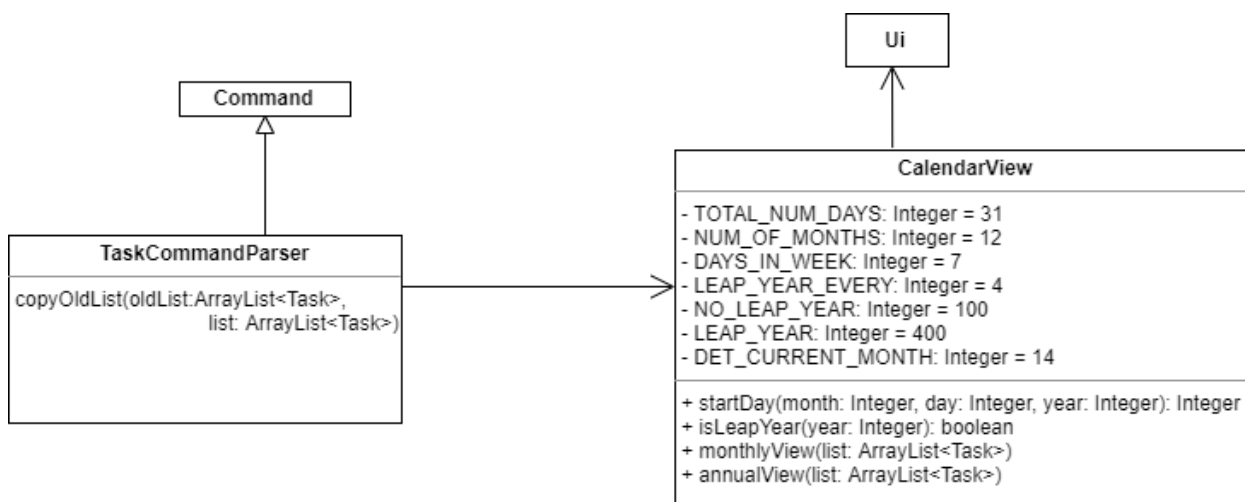 Ui
Command
CalendarView
- TOTAL_NUM_DAYS: Integer = 31
- NUM_OF_MONTHS: Integer = 12
- DAYS_IN_WEEK: Integer = 7
- LEAP_YEAR_EVERY: Integer = 4
- NO_LEAP_YEAR: Integer = 100
- LEAP_YEAR: Integer = 400
- DET_CURRENT_MONTH: Integer = 14
+ startDay(month: Integer, day: Integer, year: Integer): Integer
+ isLeapYear(year: Integer): boolean
+ monthlyView(list: ArrayList<Task>)
+ annualView(list: ArrayList<Task>)
TaskCommandParser
copyOldList(oldList:ArrayList<Task>,
list: ArrayList<Task>)